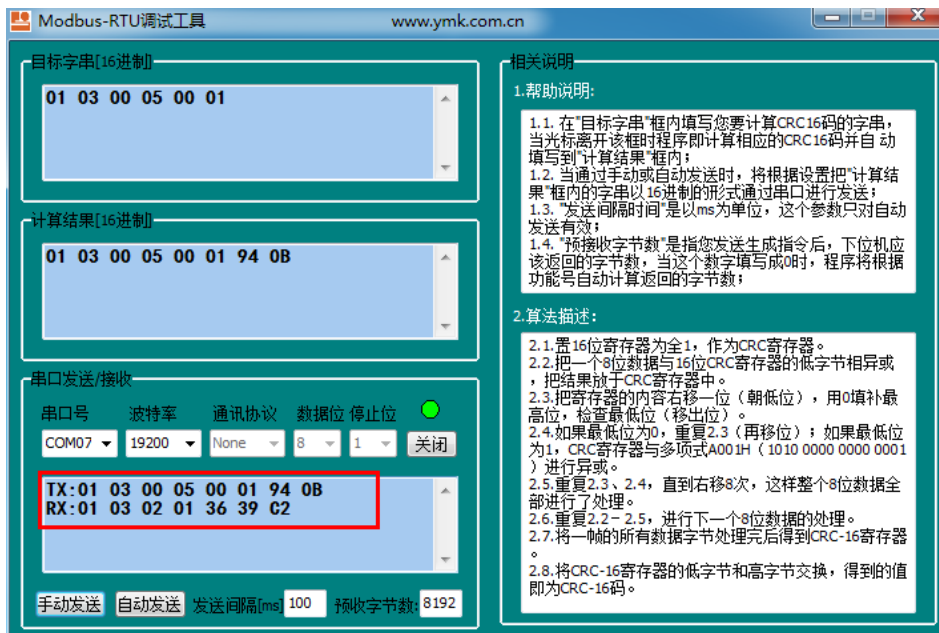 Modbus-RTU调试工具 www.ymk.com.cn
目标字串[16进制]
01 03 00 05 00 01
计算结果[16进制]
01 03 00 05 00 01 94 0B
串口发送/接收
串口号 波特率 通讯协议 数据位 停止位
COM07 19200 None 8 1 关闭
TX:01 03 00 05 00 01 94 0B
RX:01 03 02 01 36 39 C2
手动发送 自动发送 发送间隔[ms] 100 预收字节数: 8192
相关说明
1.帮助说明:
1.1. 在"目标字串"框内填写您要计算CRC16码的字串，
当光标离开该框时程序即计算相应的CRC16码并自 动
填写到"计算结果"框内；
1.2. 当通过手动或自动发送时，将根据设置把"计算结
果"框内的字串以16进制的形式通过串口进行发送；
1.3. "发送间隔时间"是以ms为单位，这个参数只对自动
发送有效；
1.4. "预接收字节数"是指您发送生成指令后，下位机应
该返回的字节数，当这个数字填写成0时，程序将根据
功能号自动计算返回的字节数；
2.算法描述：
2.1.置16位寄存器为全1，作为CRC寄存器。
2.2.把一个8位数据与16位CRC寄存器的低字节相异或
，把结果放于CRC寄存器中。
2.3.把寄存器的内容右移一位（朝低位），用0填补最
高位，检查最低位（移出位）。
2.4.如果最低位为0，重复2.3（再移位）；如果最低位
为1，CRC寄存器与多项式A001H（1010 0000 0000 0001
）进行异或。
2.5.重复2.3、2.4，直到右移8次，这样整个8位数据全
部进行了处理。
2.6.重复2.2－2.5，进行下一个8位数据的处理。
2.7.将一帧的所有数据字节处理完后得到CRC-16寄存器
。
2.8.将CRC-16寄存器的低字节和高字节交换，得到的值
即为CRC-16码。